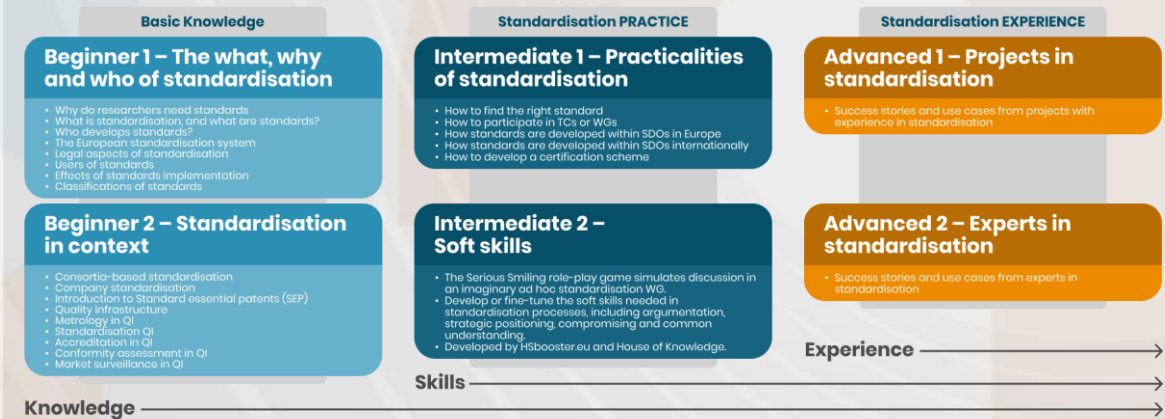 Basic Knowledge
Beginner 1 – The what, why
and who of standardisation
• Why do researchers need standards
• What is standardisation, and what are standards?
• Who develops standards?
• The European standardisation system
• Legal aspects of standardisation
• Users of standards
• Effects of standards implementation
• Classifications of standards
Beginner 2 – Standardisation
in context
• Consortia-based standardisation
• Company standardisation
• Introduction to Standard essential patents (SEP)
• Quality infrastructure
• Metrology in QI
• Standardisation QI
• Accreditation in QI
• Conformity assessment in QI
• Market surveillance in QI
Standardisation PRACTICE
Intermediate 1 – Practicalities
of standardisation
• How to find the right standard
• How to participate in TCs or WGs
• How standards are developed within SDOs in Europe
• How standards are developed within SDOs internationally
• How to develop a certification scheme
Intermediate 2 –
Soft skills
• The Serious Smiling role-play game simulates discussion in
an imaginary ad hoc standardisation WG.
• Develop or fine-tune the soft skills needed in
standardisation processes, including argumentation,
strategic positioning, compromising and common
understanding.
• Developed by HSbooster.eu and House of Knowledge.
Standardisation EXPERIENCE
Advanced 1 – Projects in
standardisation
• Success stories and use cases from projects with
experience in standardisation
Advanced 2 – Experts in
standardisation
• Success stories and use cases from experts in
standardisation
Experience
Skills
Knowledge